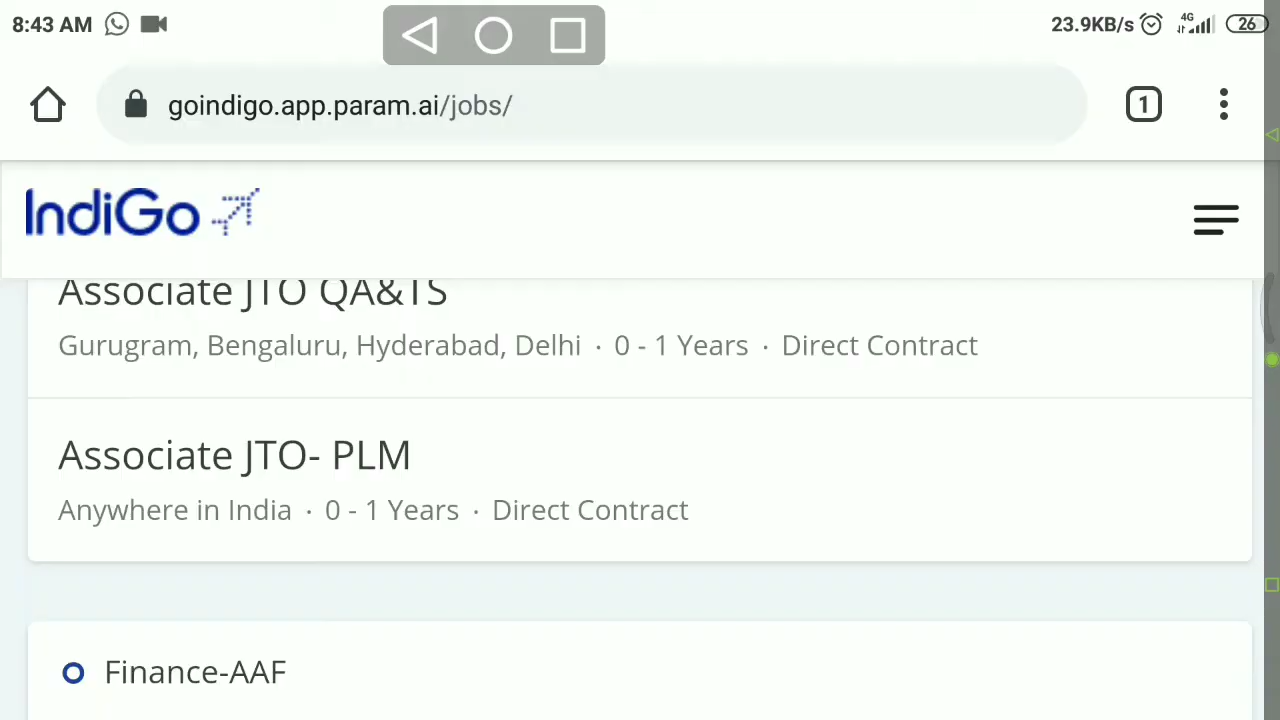 8:43 AM
23.9KB/s 4G 26
goindigo.app.param.ai/jobs/
1
IndiGo
Associate JTO QA&TS
Gurugram, Bengaluru, Hyderabad, Delhi · 0 - 1 Years · Direct Contract
Associate JTO- PLM
Anywhere in India · 0 - 1 Years · Direct Contract
Finance-AAF